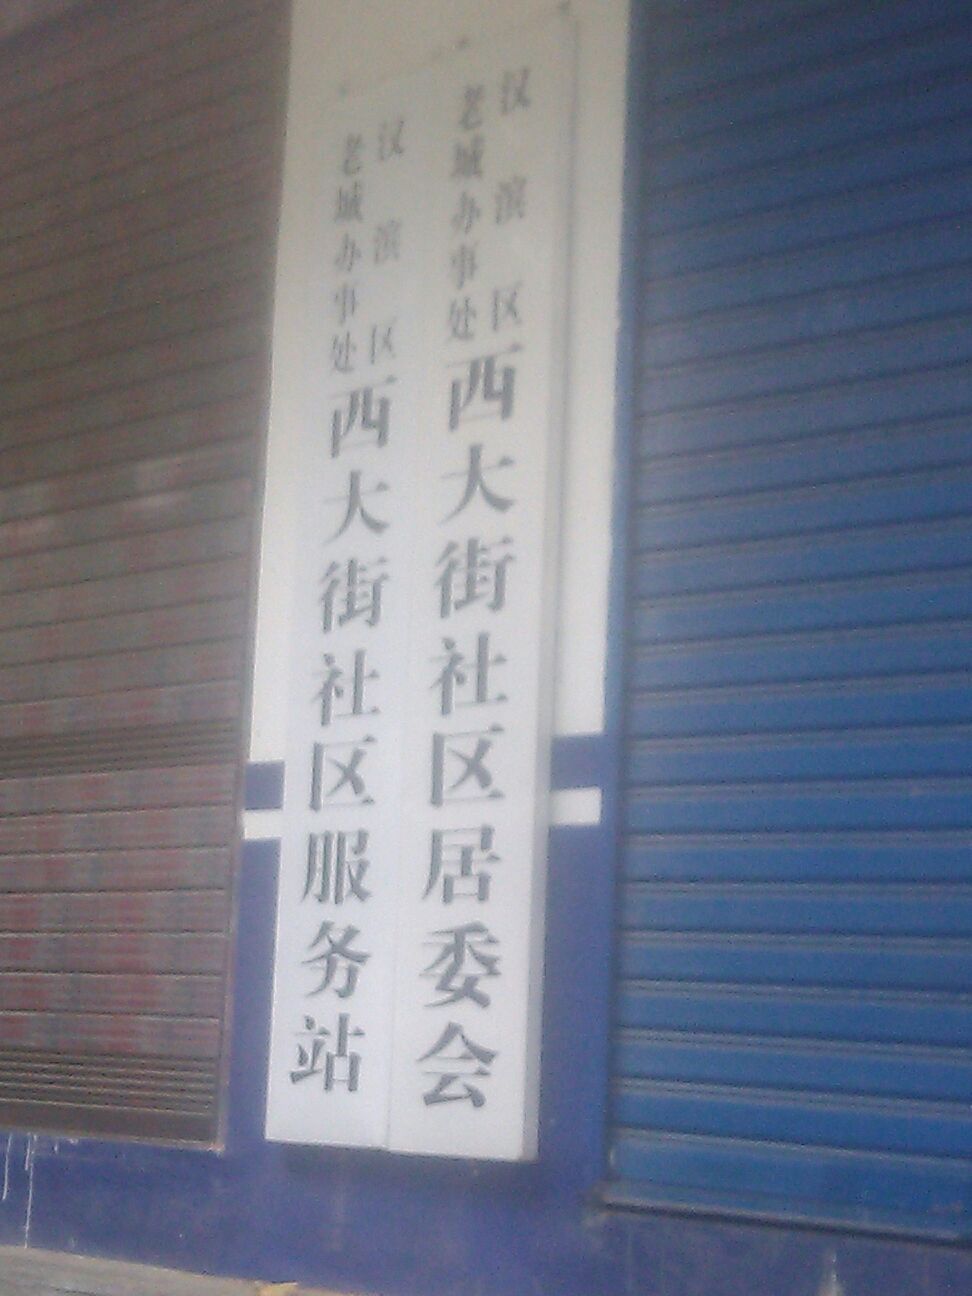 汉滨区
老城办事处
西大街社区居委会
汉滨区
老城办事处
西大街社区服务站